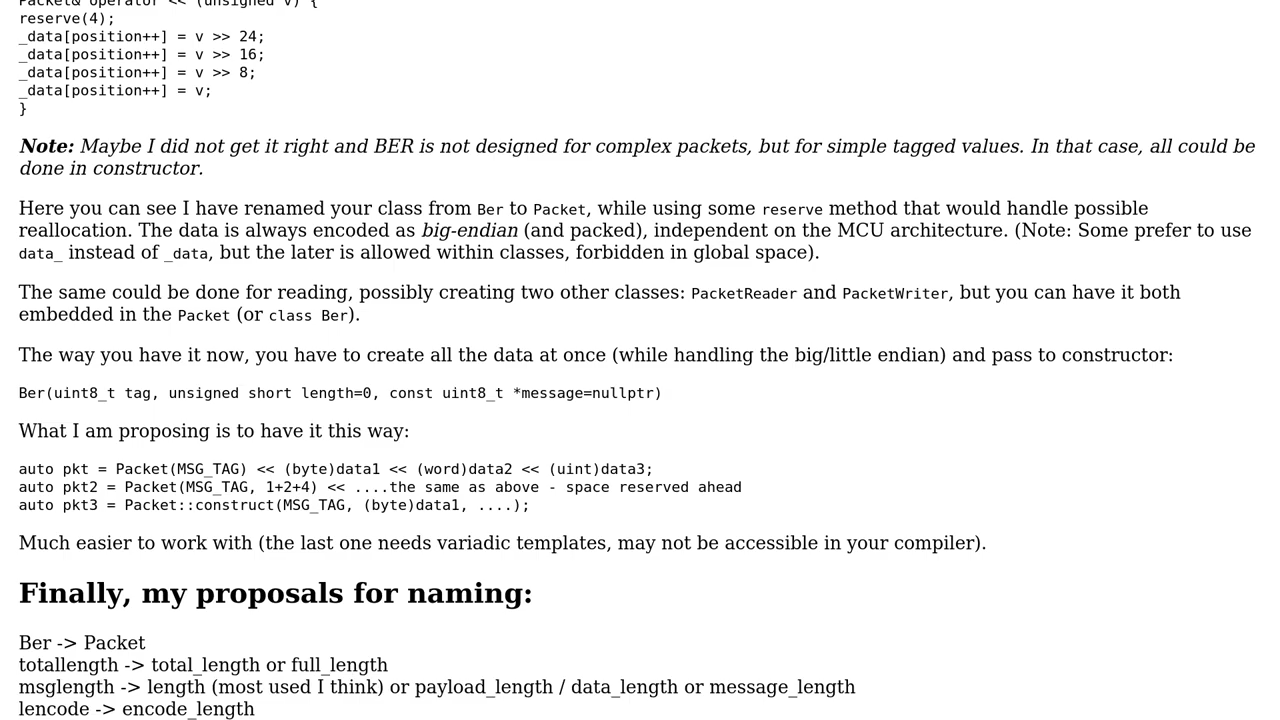 Packet& operator << (unsigned v) {
reserve(4);
_data[position++] = v >> 24;
_data[position++] = v >> 16;
_data[position++] = v >> 8;
_data[position++] = v;
}
Note: Maybe I did not get it right and BER is not designed for complex packets, but for simple tagged values. In that case, all could be
done in constructor.
Here you can see I have renamed your class from Ber to Packet, while using some reserve method that would handle possible
reallocation. The data is always encoded as big-endian (and packed), independent on the MCU architecture. (Note: Some prefer to use
data_ instead of _data, but the later is allowed within classes, forbidden in global space).
The same could be done for reading, possibly creating two other classes: PacketReader and PacketWriter, but you can have it both
embedded in the Packet (or class Ber).
The way you have it now, you have to create all the data at once (while handling the big/little endian) and pass to constructor:
Ber(uint8_t tag, unsigned short length=0, const uint8_t *message=nullptr)
What I am proposing is to have it this way:
auto pkt = Packet(MSG_TAG) << (byte)data1 << (word)data2 << (uint)data3;
auto pkt2 = Packet(MSG_TAG, 1+2+4) << ....the same as above - space reserved ahead
auto pkt3 = Packet::construct(MSG_TAG, (byte)data1, ....);
Much easier to work with (the last one needs variadic templates, may not be accessible in your compiler).
Finally, my proposals for naming:
Ber -> Packet
totallength -> total_length or full_length
msglength -> length (most used I think) or payload_length / data_length or message_length
lencode -> encode_length